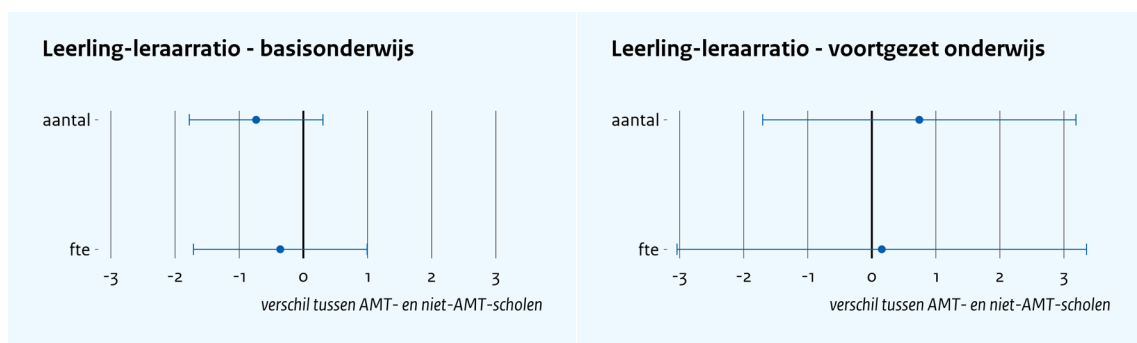 Leerling-leraarratio - basisonderwijs
aantal
fte
-3 -2 -1 0 1 2 3
verschil tussen AMT- en niet-AMT-scholen
Leerling-leraarratio - voortgezet onderwijs
aantal
fte
-3 -2 -1 0 1 2 3
verschil tussen AMT- en niet-AMT-scholen